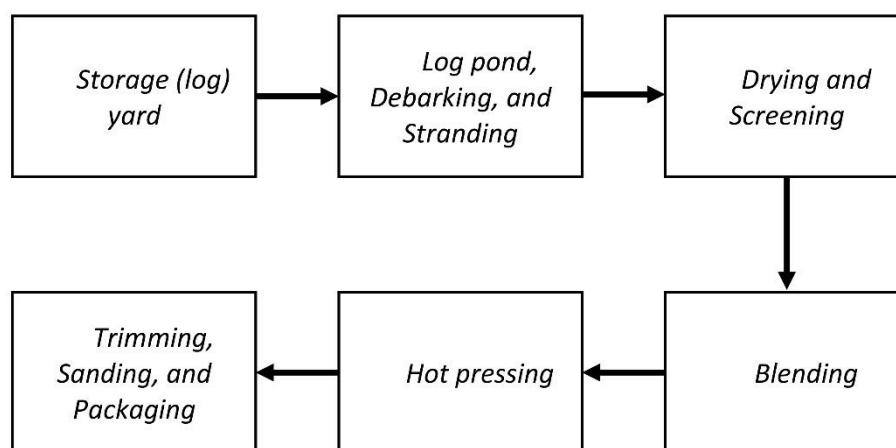 Storage (log)
yard
Log pond,
Debarking, and
Stranding
Drying and
Screening
Trimming,
Sanding, and
Packaging
Hot pressing
Blending